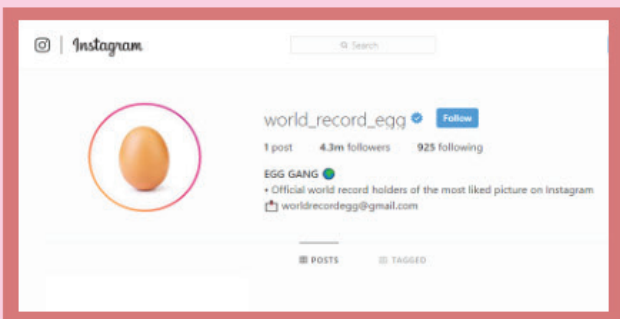 Instagram
Search
world_record_egg Follow
1 post 4.3m followers 925 following
EGG GANG
• Official world record holders of the most liked picture on Instagram
worldrecordegg@gmail.com
POSTS TAGGED